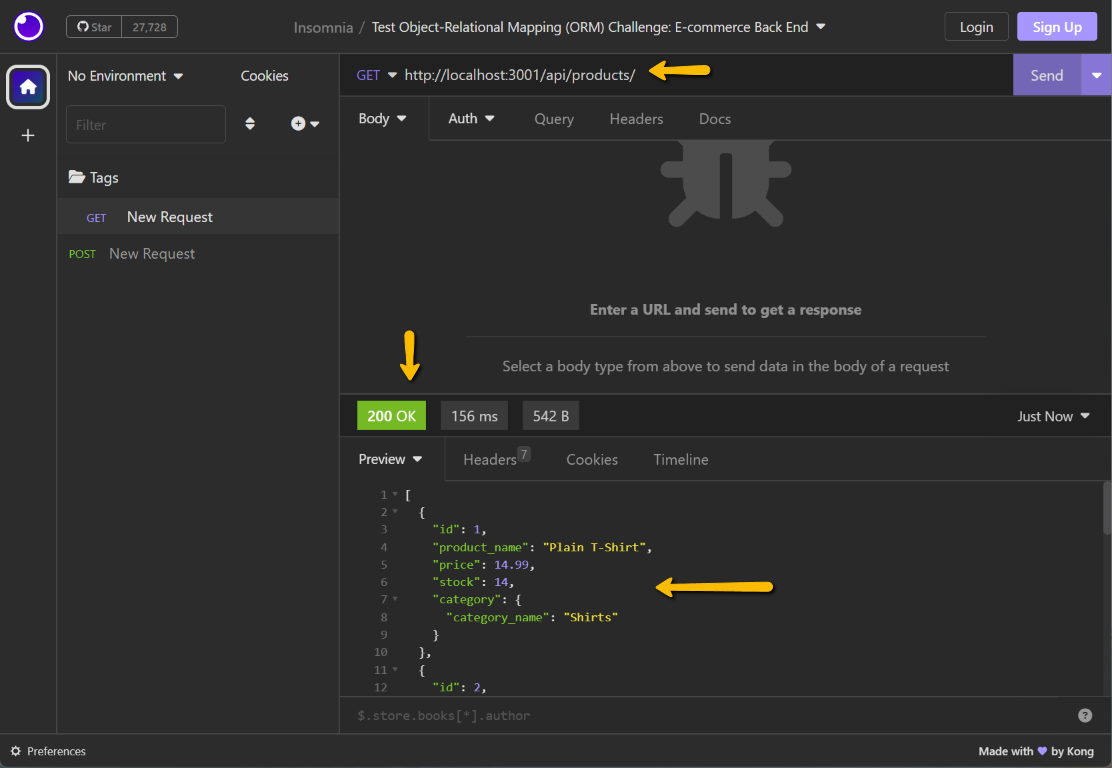 Star 27,728
Insomnia / Test Object-Relational Mapping (ORM) Challenge: E-commerce Back End
Login
Sign Up
No Environment
Cookies
GET http://localhost:3001/api/products/
Send
Filter
Body
Auth
Query
Headers
Docs
Tags
GET New Request
POST New Request
Enter a URL and send to get a response
Select a body type from above to send data in the body of a request
200 OK
156 ms
542 B
Just Now
Preview
Headers 7
Cookies
Timeline
1 [
2 {
3 "id": 1,
4 "product_name": "Plain T-Shirt",
5 "price": 14.99,
6 "stock": 14,
7 "category": {
8 "category_name": "Shirts"
9 }
10 },
11 {
12 "id": 2,
$.store.books[*].author
?
Preferences
Made with 💜 by Kong